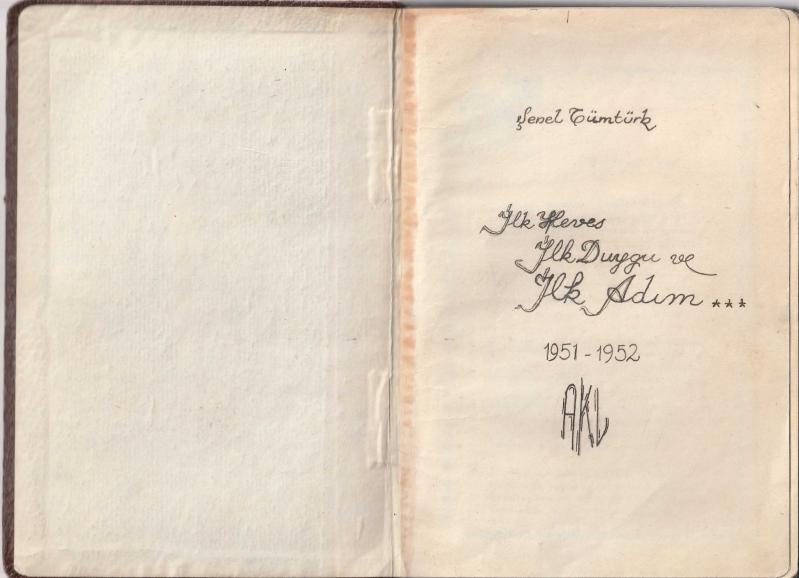 Şenel Tümtürk
İlk Heves
İlk Duygu ve
İlk Adım ***
1951 - 1952
AKL